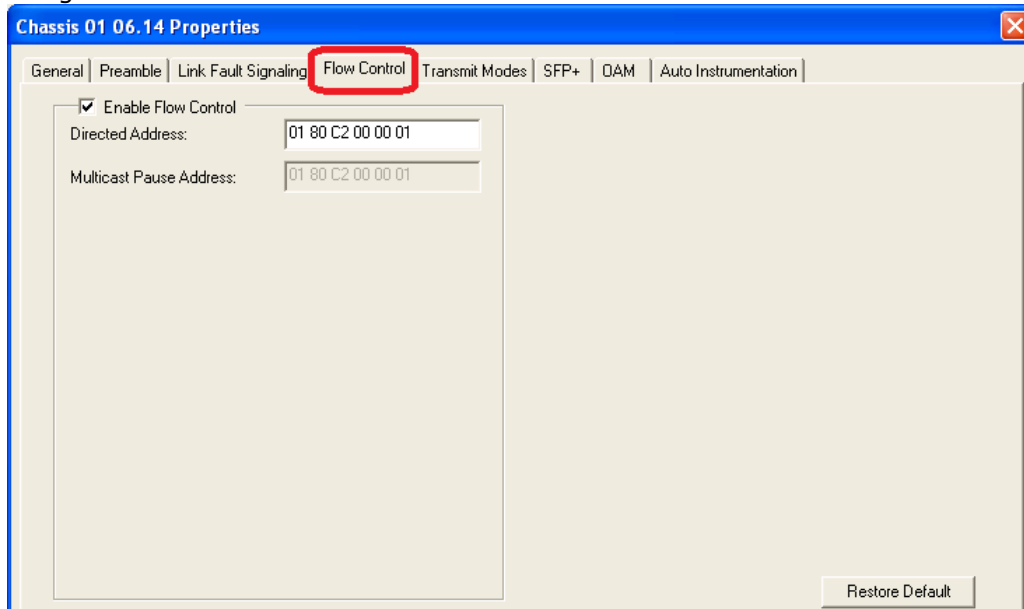 Chassis 01 06.14 Properties
General Preamble Link Fault Signaling Flow Control Transmit Modes SFP+ OAM Auto Instrumentation
Enable Flow Control
Directed Address: 01 80 C2 00 00 01
Multicast Pause Address: 01 80 C2 00 00 01
Restore Default